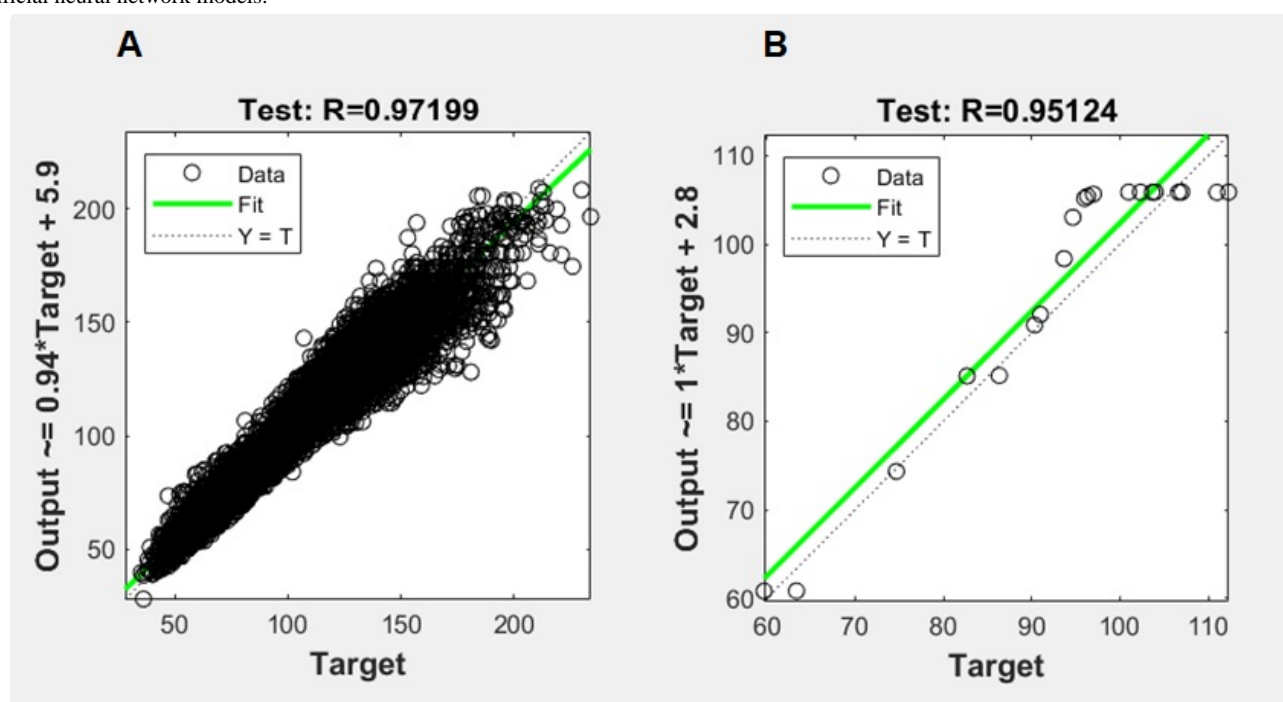 neural network models.
A
B
Test: R=0.97199
Output ~= 0.94*Target + 5.9
Data
Fit
Y = T
200
150
100
50
50
100
150
200
Target
Test: R=0.95124
Output ~= 1*Target + 2.8
Data
Fit
Y = T
110
100
90
80
70
60
60
70
80
90
100
110
Target